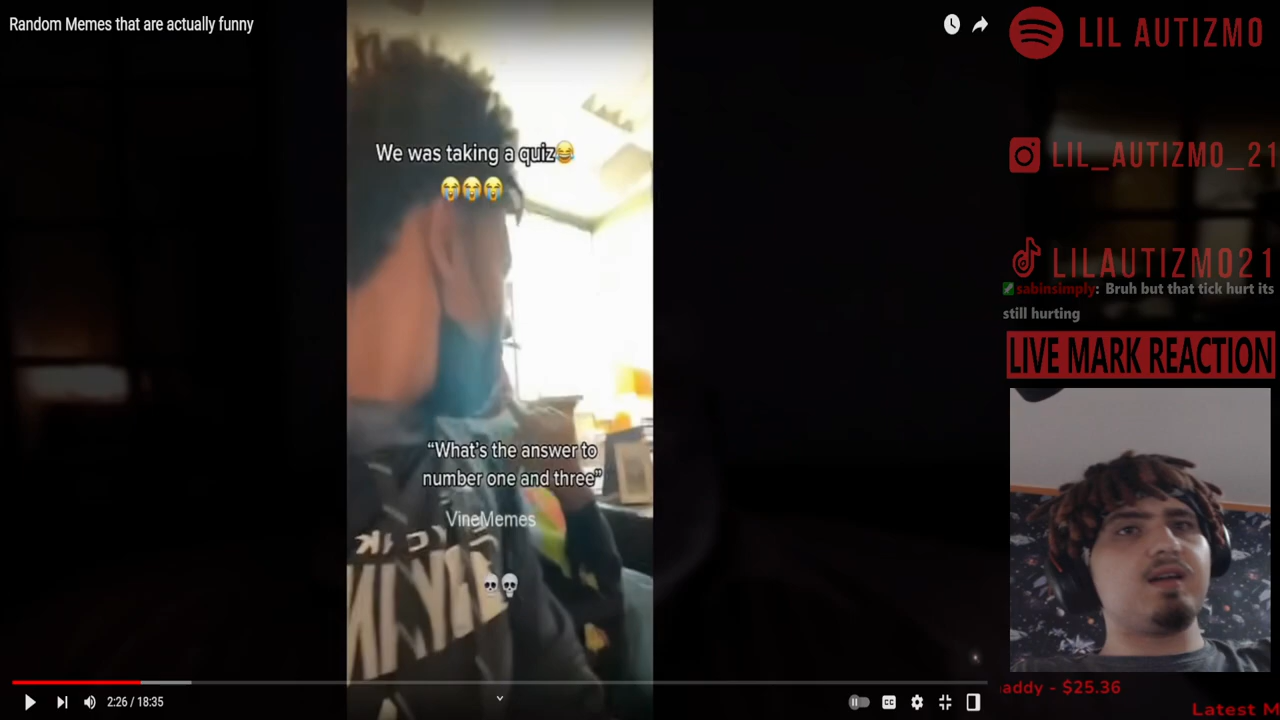 Random Memes that are actually funny
We was taking a quiz😂
😭😭😭
“What's the answer to
number one and three”
VineMemes
💀💀
2:26 / 18:35
CC
LIL AUTIZMO
LIL_AUTIZMO_21
LILAUTIZMO21
sabinsimply: Bruh but that tick hurt its
still hurting
LIVE MARK REACTION
addy - $25.36
Latest M